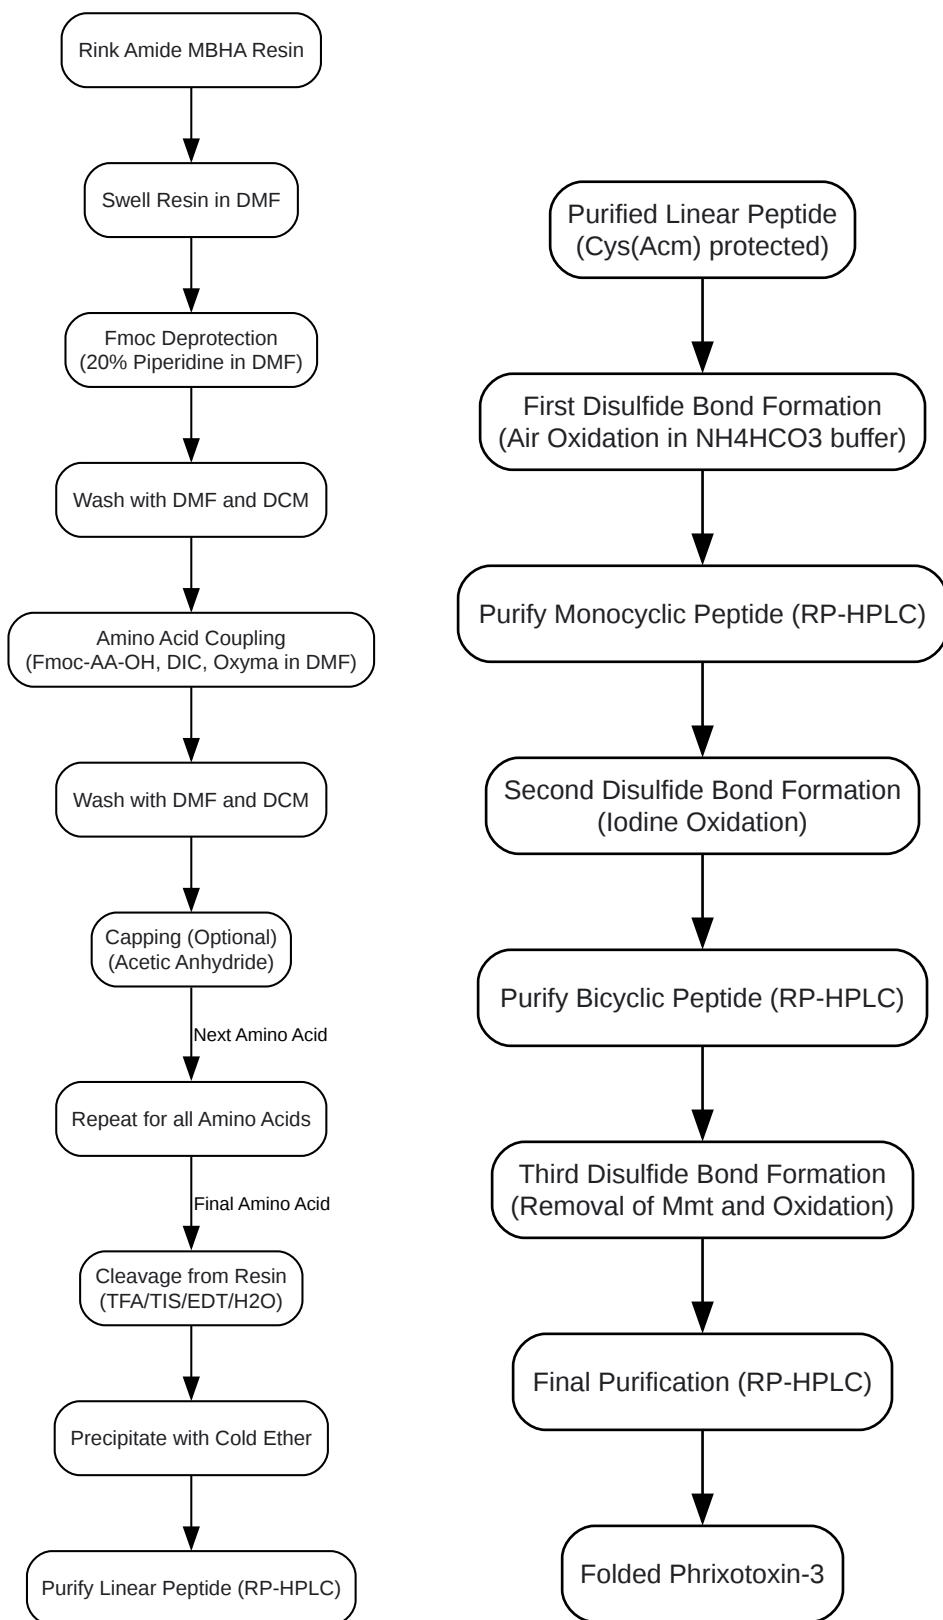 Rink Amide MBHA Resin
Swell Resin in DMF
Fmoc Deprotection
(20% Piperidine in DMF)
Wash with DMF and DCM
Amino Acid Coupling
(Fmoc-AA-OH, DIC, Oxyma in DMF)
Wash with DMF and DCM
Capping (Optional)
(Acetic Anhydride)
Next Amino Acid
Repeat for all Amino Acids
Final Amino Acid
Cleavage from Resin
(TFA/TIS/EDT/H2O)
Precipitate with Cold Ether
Purify Linear Peptide (RP-HPLC)
Purified Linear Peptide
(Cys(Acm) protected)
First Disulfide Bond Formation
(Air Oxidation in NH4HCO3 buffer)
Purify Monocyclic Peptide (RP-HPLC)
Second Disulfide Bond Formation
(Iodine Oxidation)
Purify Bicyclic Peptide (RP-HPLC)
Third Disulfide Bond Formation
(Removal of Mmt and Oxidation)
Final Purification (RP-HPLC)
Folded Phrixotoxin-3